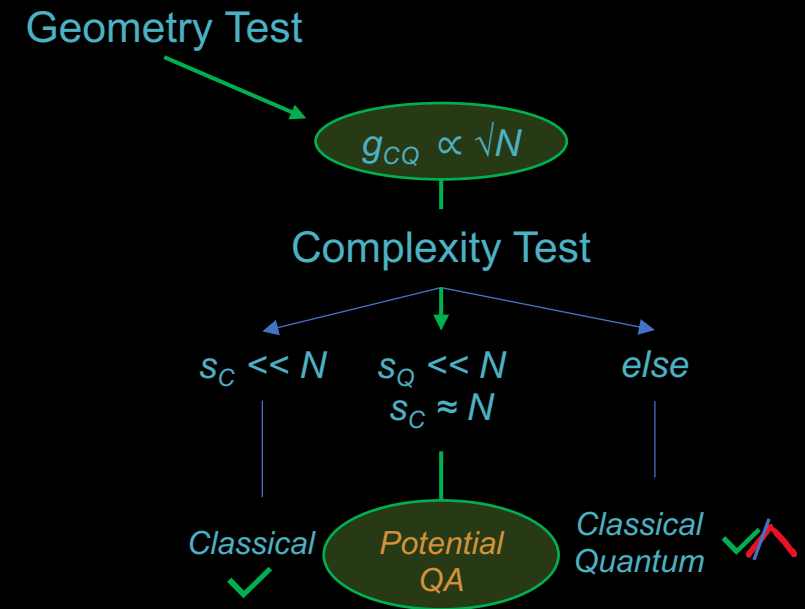 Geometry Test
g_CQ ∝ √N
Complexity Test
s_C << N
s_Q << N
s_C ≈ N
else
Classical
Potential
QA
Classical
Quantum